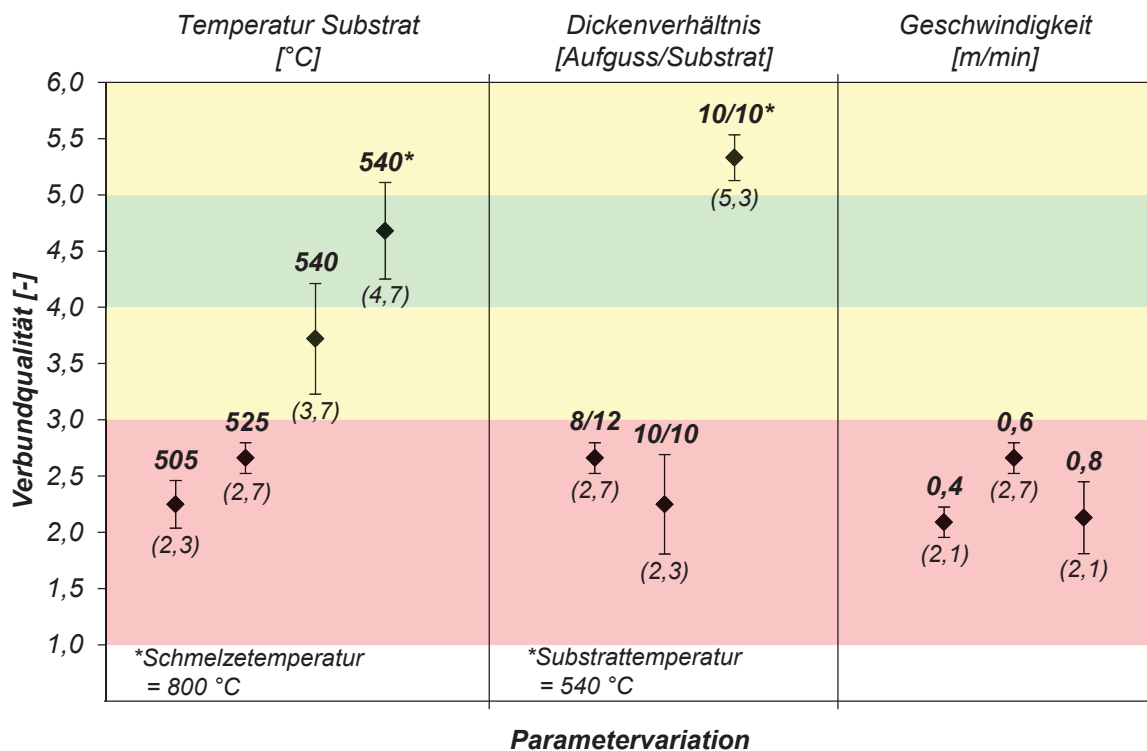 Temperatur Substrat
[°C]
Dickenverhältnis
[Aufguss/Substrat]
Geschwindigkeit
[m/min]
Verbundqualität [-]
6,0
5,5
5,0
4,5
4,0
3,5
3,0
2,5
2,0
1,5
1,0
505
(2,3)
525
(2,7)
540
(3,7)
540*
(4,7)
8/12
(2,7)
10/10
(2,3)
10/10*
(5,3)
0,4
(2,1)
0,6
(2,7)
0,8
(2,1)
*Schmelzetemperatur
= 800 °C
*Substrattemperatur
= 540 °C
Parametervariation